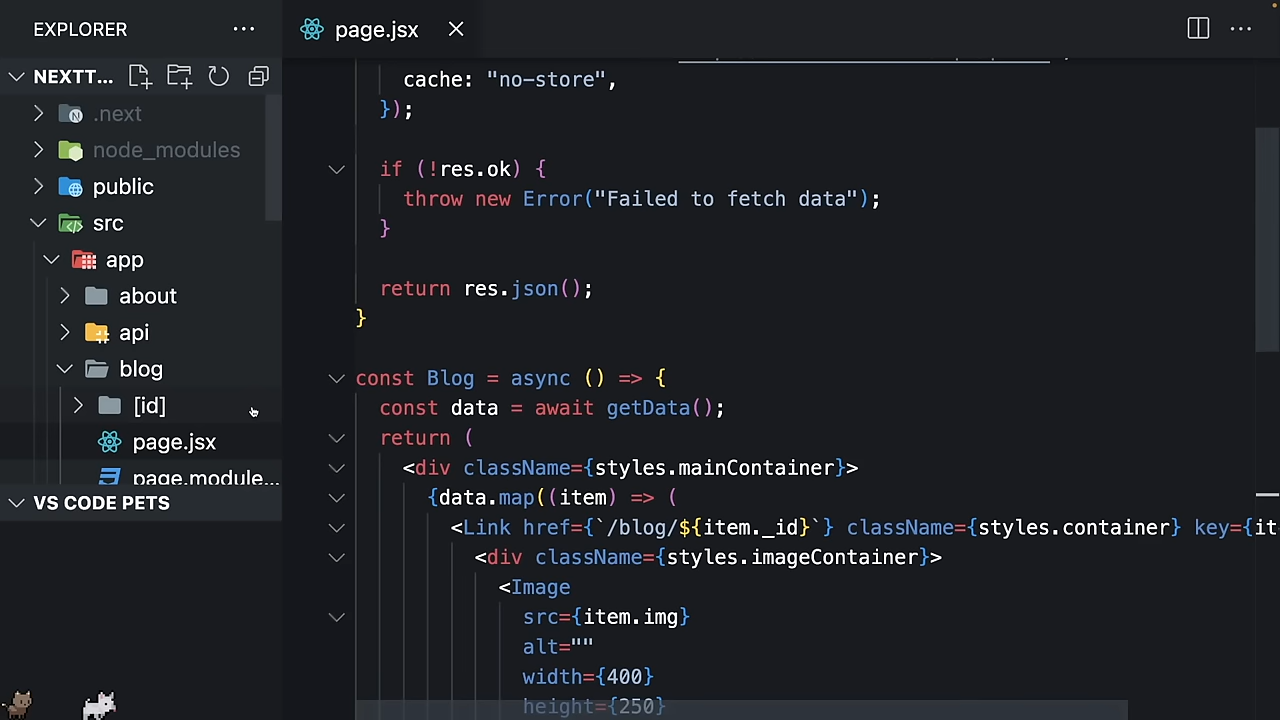 EXPLORER
page.jsx
NEXTT...
.next
node_modules
public
src
app
about
api
blog
[id]
page.jsx
page.module...
VS CODE PETS
cache: "no-store",
});
if (!res.ok) {
throw new Error("Failed to fetch data");
}
return res.json();
}
const Blog = async () => {
const data = await getData();
return (
<div className={styles.mainContainer}>
{data.map((item) => (
<Link href={`/blog/${item._id}`} className={styles.container} key={it
<div className={styles.imageContainer}>
<Image
src={item.img}
alt=""
width={400}
height={250}